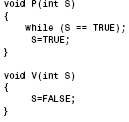 void P(int S)
{
while (S == TRUE);
S=TRUE;
}
void V(int S)
{
S=FALSE;
}